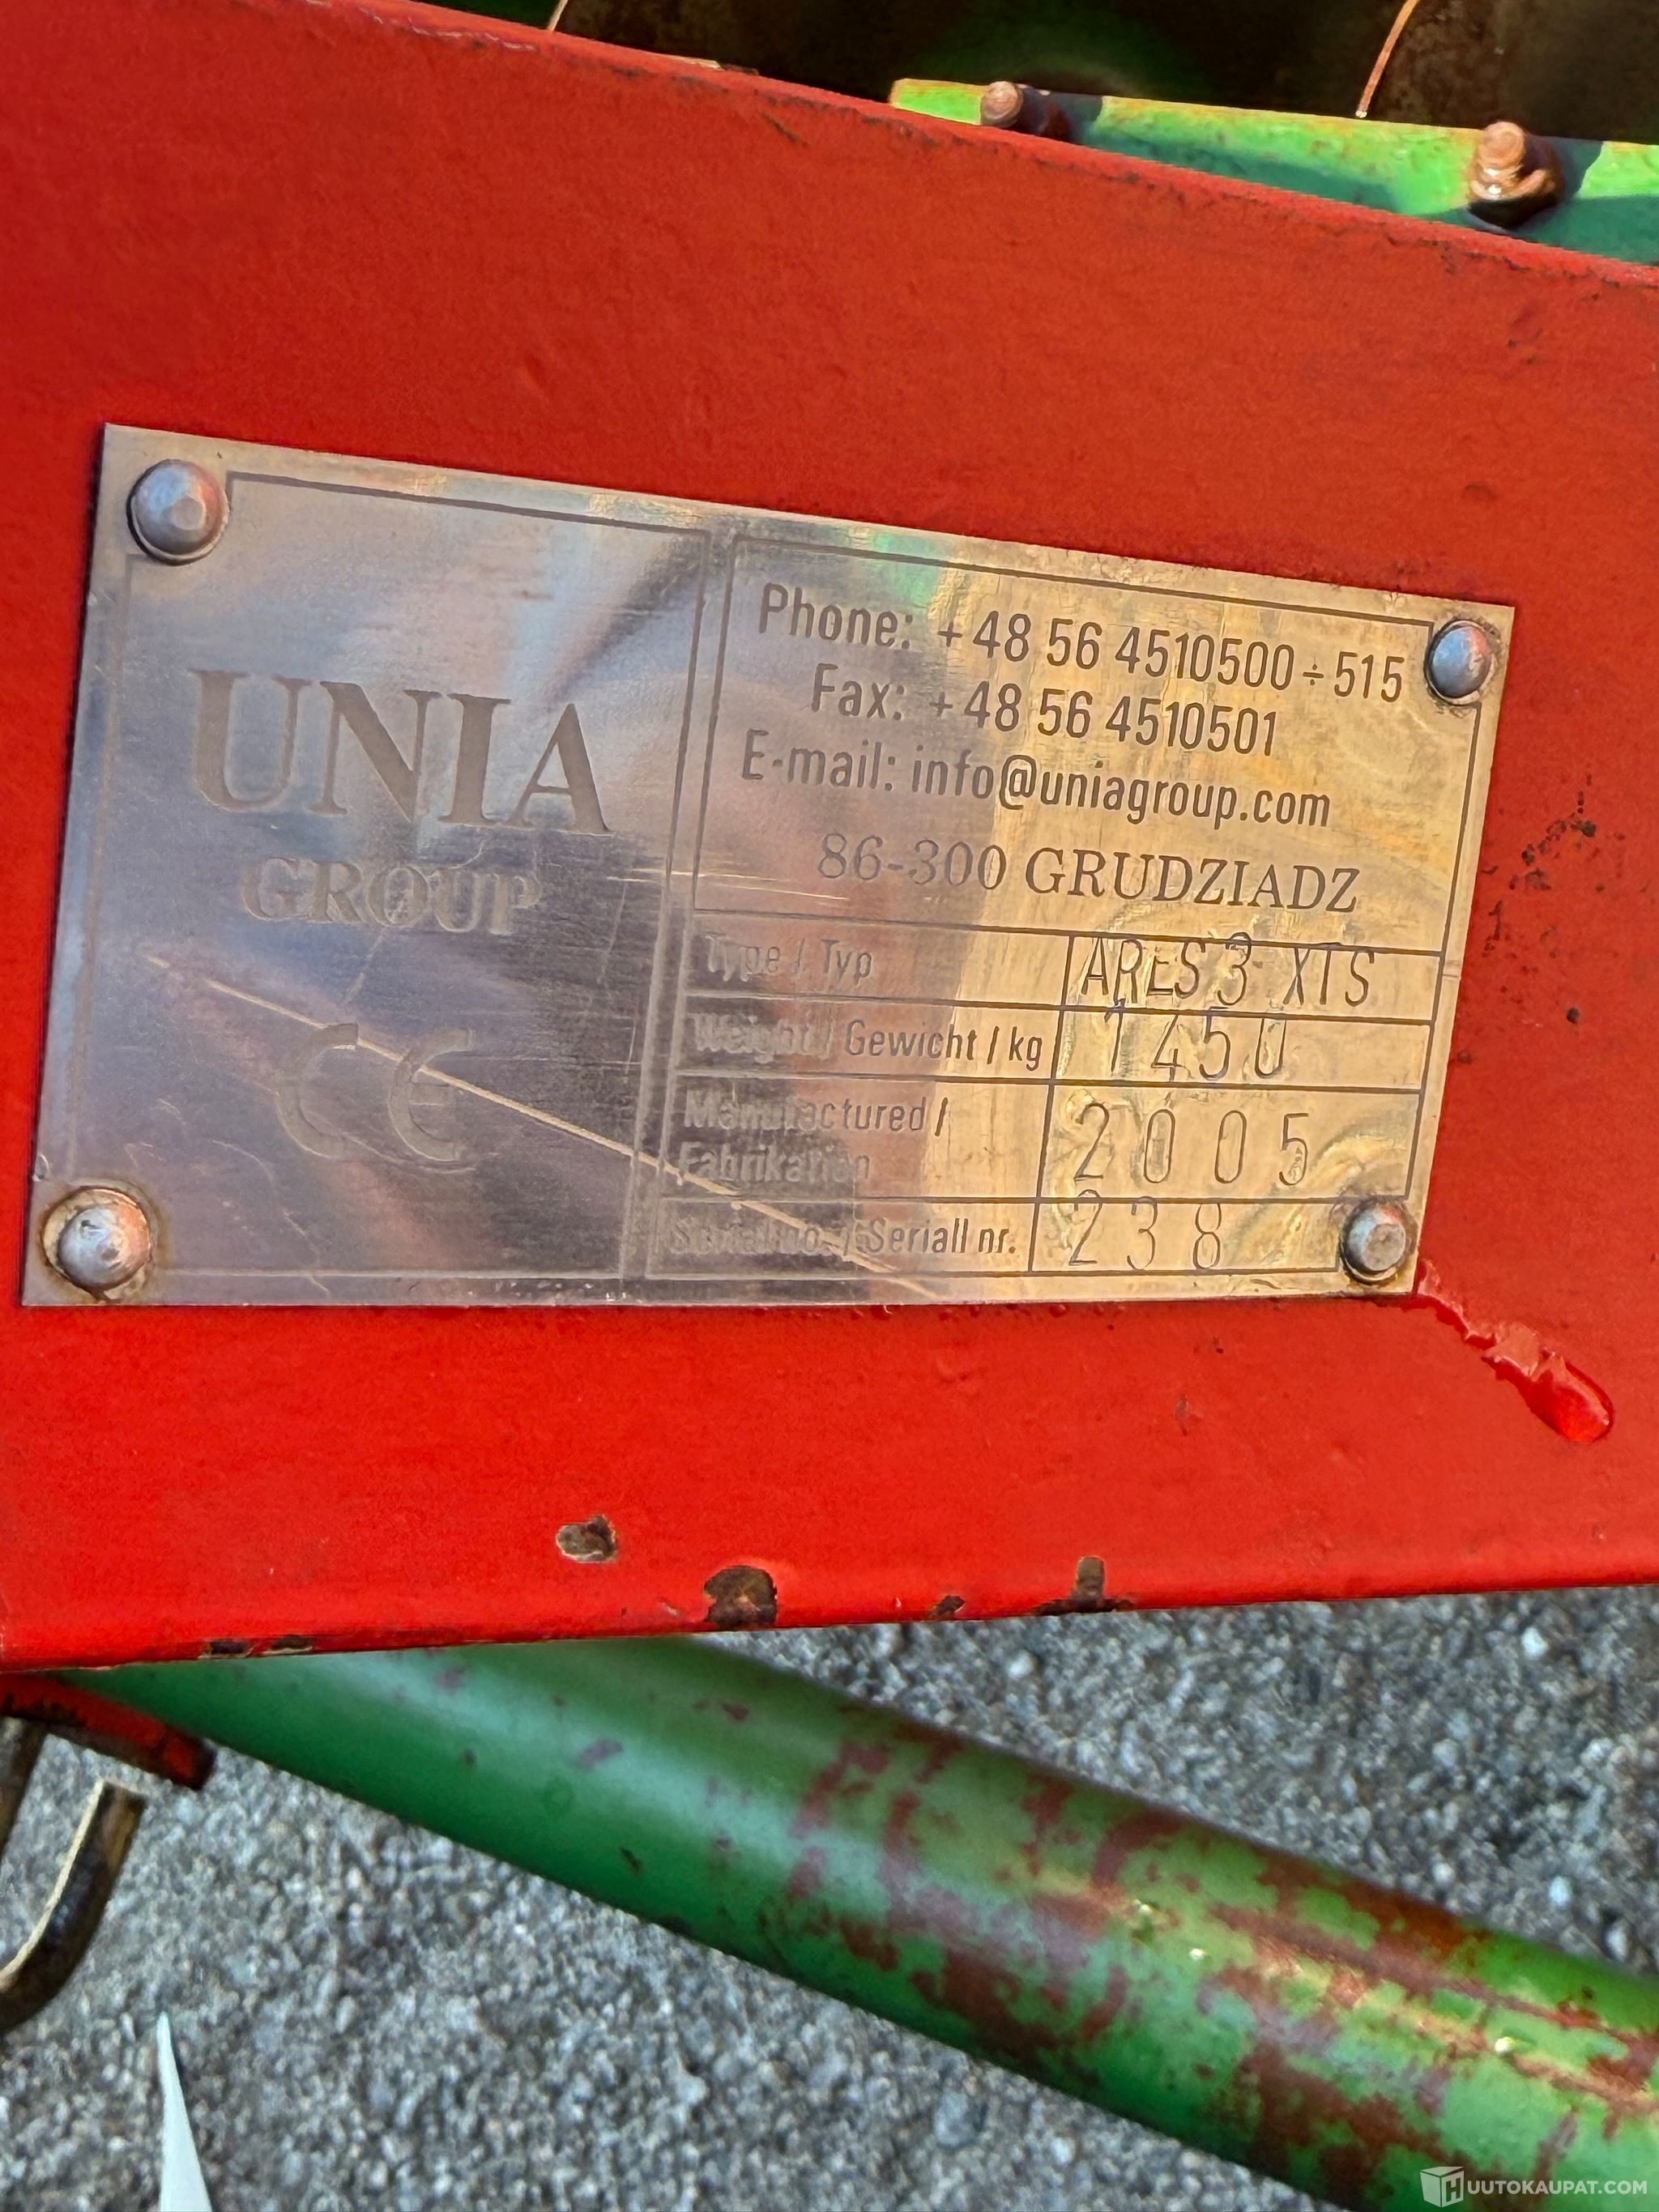 UNIA
GROUP
CE
Phone: +48 56 4510500÷515
Fax: +48 56 4510501
E-mail: info@uniagroup.com
86-300 GRUDZIADZ
Type / Typ ARES 3 XTS
Weight / Gewicht / kg 1450
Manufactured / Fabrikation 2005
Serial no. / Seriall nr. 238
HUUTOKAUPAT.COM